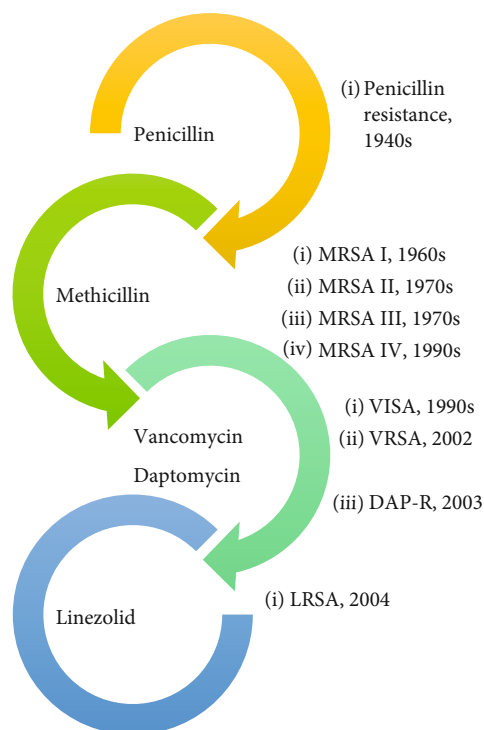 (i) Penicillin
resistance,
1940s
Penicillin
(i) MRSA I, 1960s
(ii) MRSA II, 1970s
(iii) MRSA III, 1970s
(iv) MRSA IV, 1990s
Methicillin
(i) VISA, 1990s
(ii) VRSA, 2002
(iii) DAP-R, 2003
Vancomycin
Daptomycin
(i) LRSA, 2004
Linezolid